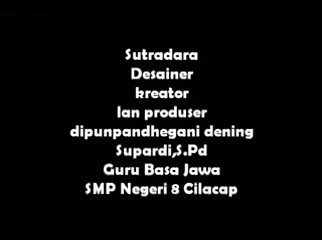 Sutradara
Desainer
kreator
lan produser
dipunpandhegani dening
Supardi,S.Pd
Guru Basa Jawa
SMP Negeri 8 Cilacap